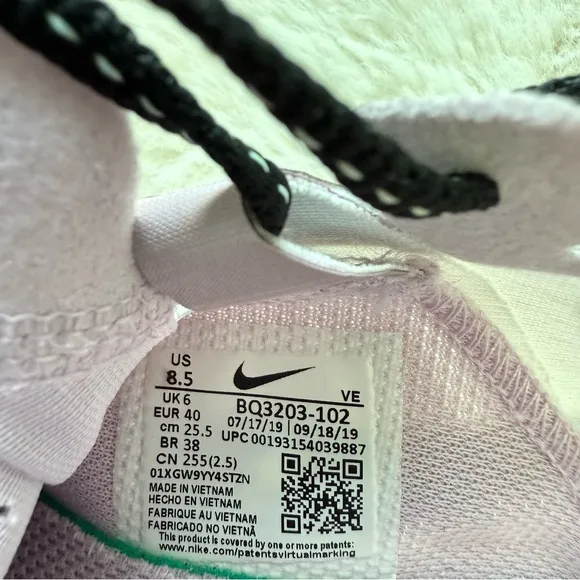 US
8.5
UK 6
EUR 40
cm 25.5
BR 38
CN 255(2.5)
VE
BQ3203-102
07/17/19 | 09/18/19
UPC 00193154039887
01XGW9YY4STZN
MADE IN VIETNAM
HECHO EN VIETNAM
FABRIQUE AU VIETNAM
FABRICADO NO VIETNÃ
This product is covered by one or more patents:
www.nike.com/patentsvirtualmarking